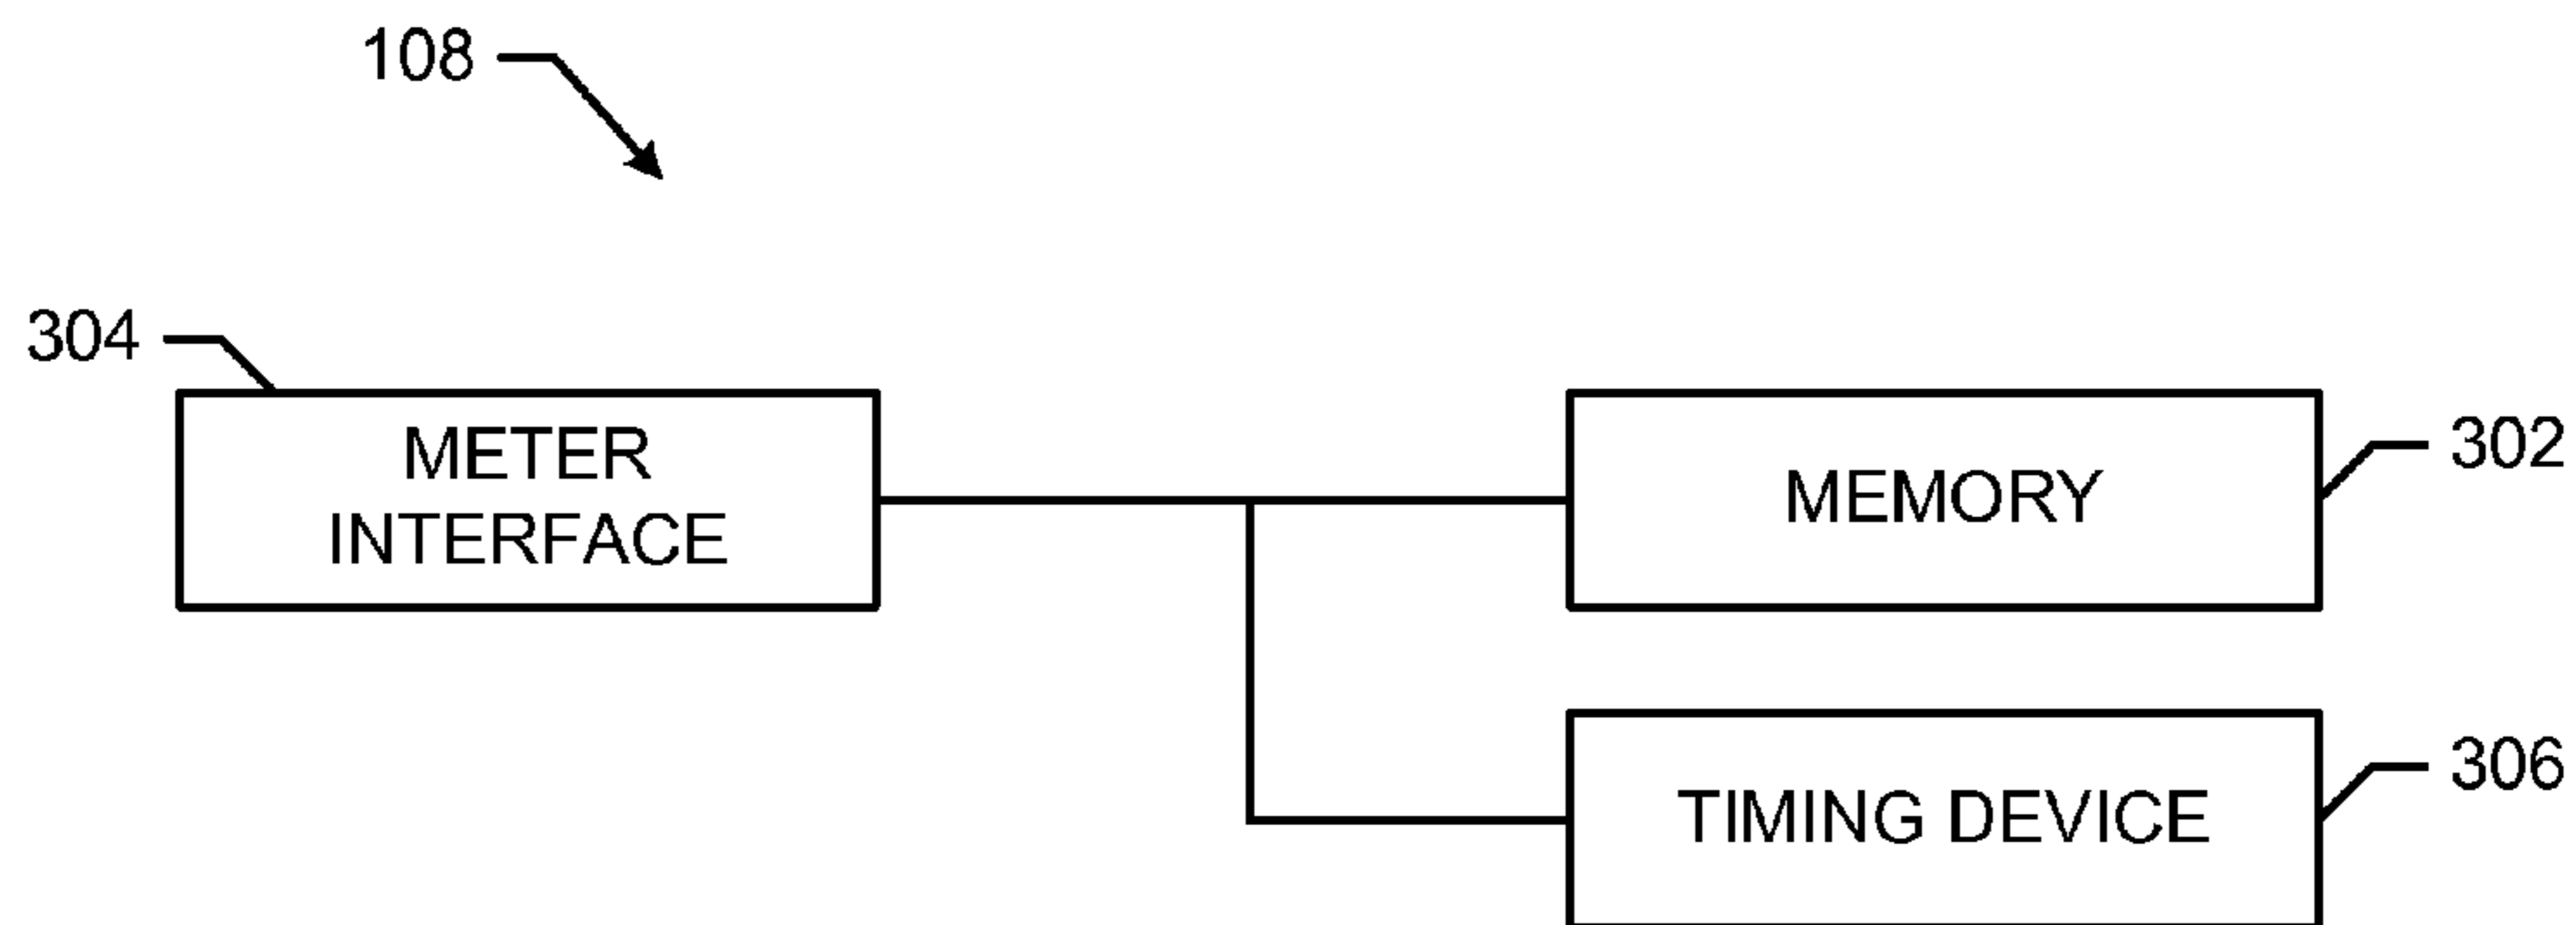 108
304
METER
INTERFACE
MEMORY
302
TIMING DEVICE
306